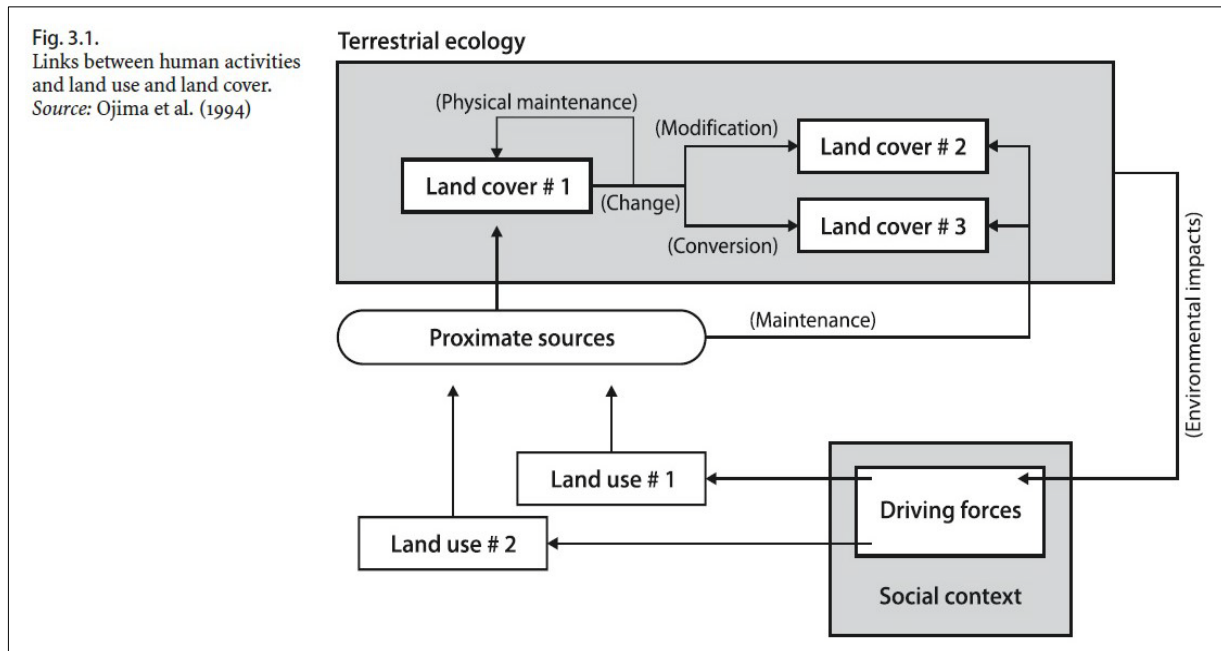 Fig. 3.1.
Links between human activities
and land use and land cover.
Source: Ojima et al. (1994)
Terrestrial ecology
(Physical maintenance)
(Modification)
Land cover # 2
Land cover # 1
(Change)
Land cover # 3
(Conversion)
(Maintenance)
Proximate sources
(Environmental impacts)
Land use # 1
Driving forces
Land use # 2
Social context